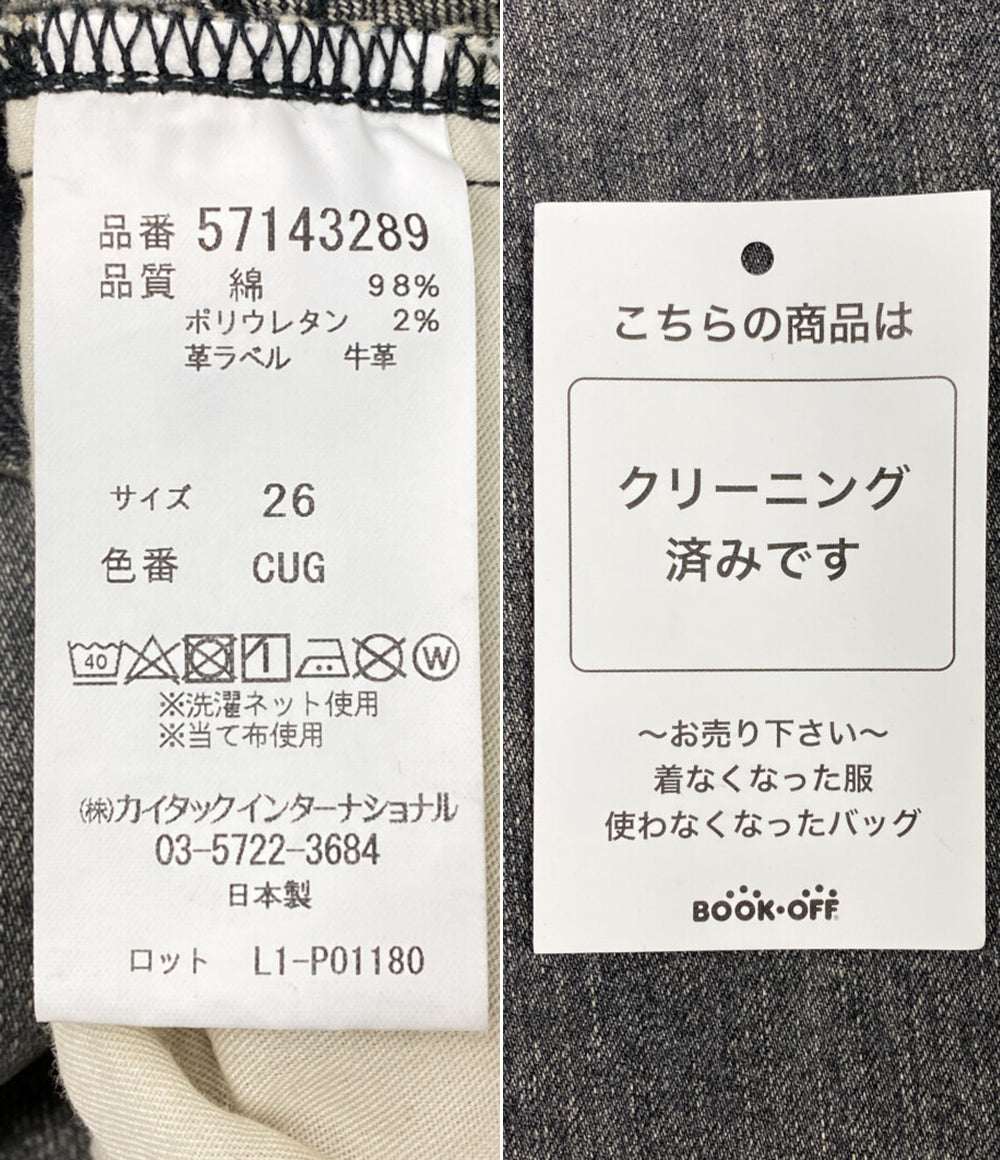 品番 57143289
品質 綿 98%
ポリウレタン 2%
革ラベル 牛革
サイズ 26
色番 CUG
40 W
※洗濯ネット使用
※当て布使用
㈱カイタックインターナショナル
03-5722-3684
日本製
ロット L1-P01180
こちらの商品は
クリーニング
済みです
〜お売り下さい〜
着なくなった服
使わなくなったバッグ
BOOK・OFF